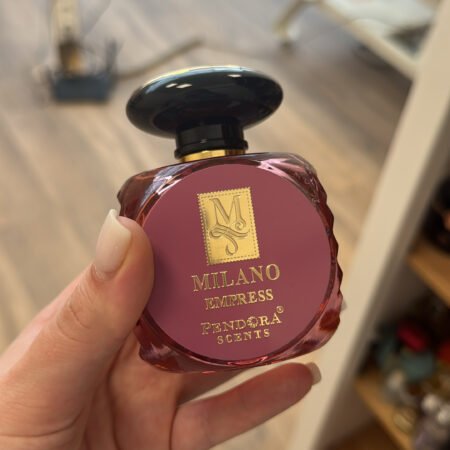 M
MILANO
EMPRESS
PENDORA®
SCENTS